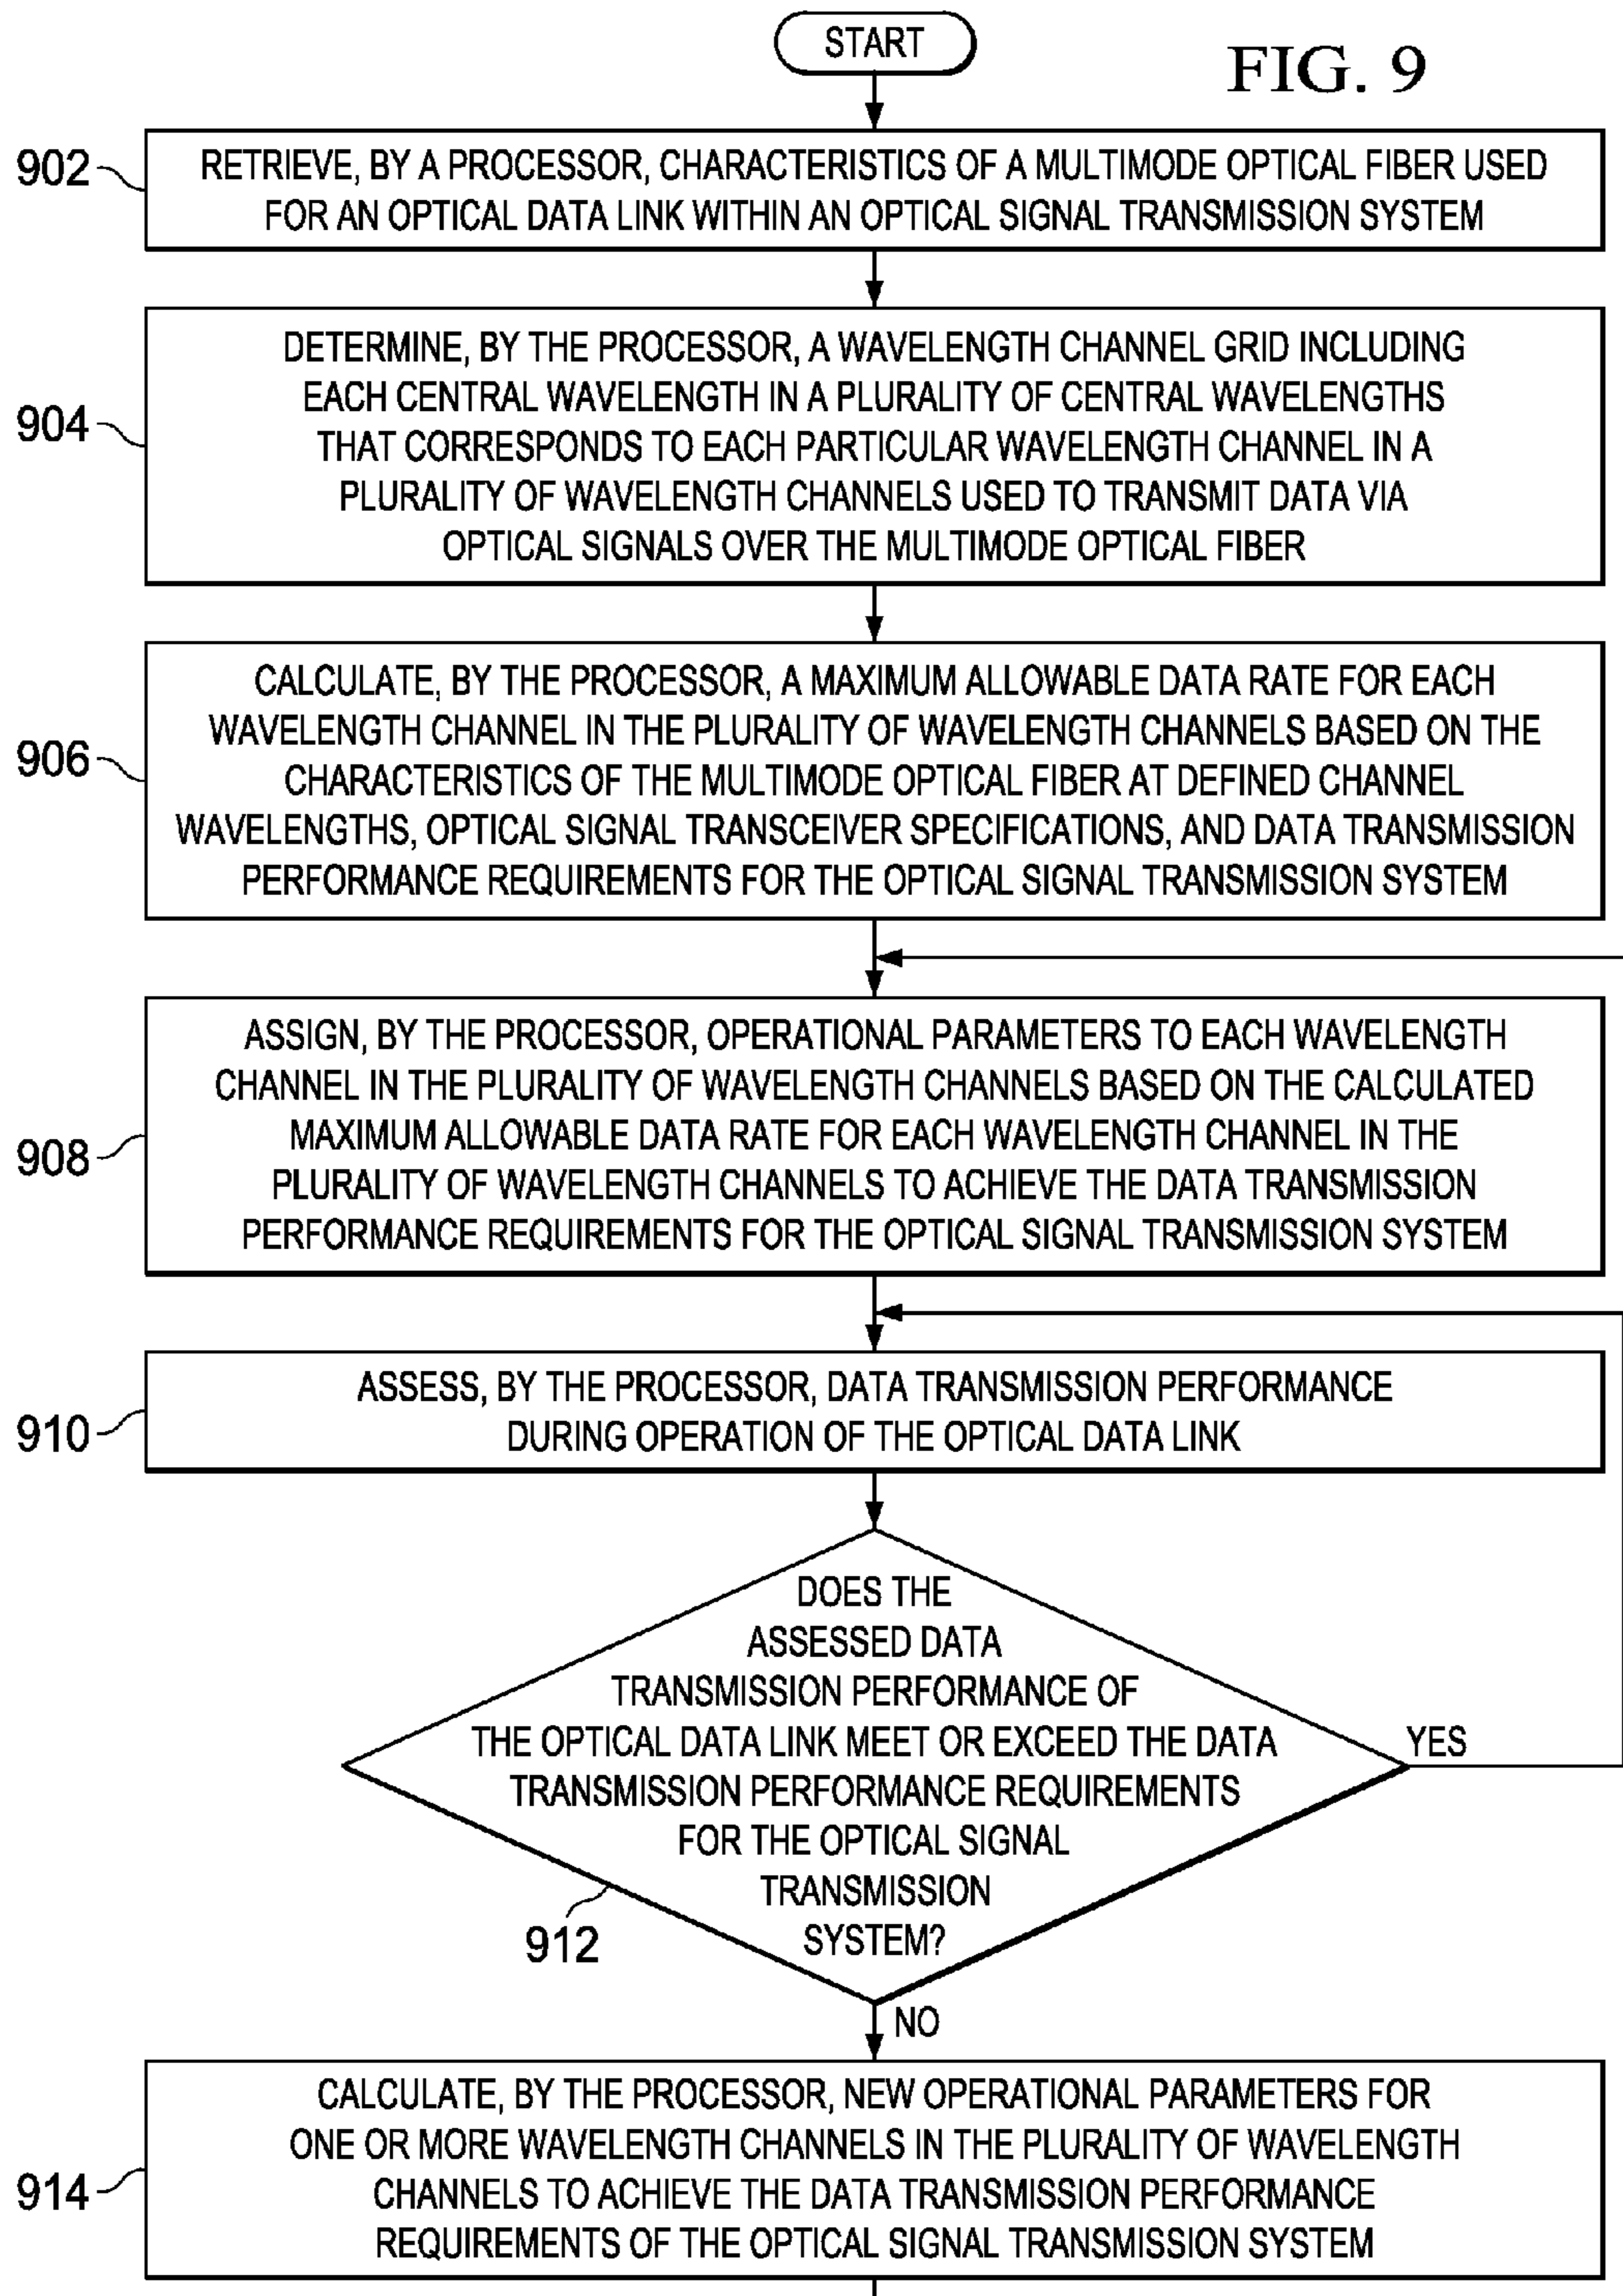 START
FIG. 9
902
RETRIEVE, BY A PROCESSOR, CHARACTERISTICS OF A MULTIMODE OPTICAL FIBER USED
FOR AN OPTICAL DATA LINK WITHIN AN OPTICAL SIGNAL TRANSMISSION SYSTEM
904
DETERMINE, BY THE PROCESSOR, A WAVELENGTH CHANNEL GRID INCLUDING
EACH CENTRAL WAVELENGTH IN A PLURALITY OF CENTRAL WAVELENGTHS
THAT CORRESPONDS TO EACH PARTICULAR WAVELENGTH CHANNEL IN A
PLURALITY OF WAVELENGTH CHANNELS USED TO TRANSMIT DATA VIA
OPTICAL SIGNALS OVER THE MULTIMODE OPTICAL FIBER
906
CALCULATE, BY THE PROCESSOR, A MAXIMUM ALLOWABLE DATA RATE FOR EACH
WAVELENGTH CHANNEL IN THE PLURALITY OF WAVELENGTH CHANNELS BASED ON THE
CHARACTERISTICS OF THE MULTIMODE OPTICAL FIBER AT DEFINED CHANNEL
WAVELENGTHS, OPTICAL SIGNAL TRANSCEIVER SPECIFICATIONS, AND DATA TRANSMISSION
PERFORMANCE REQUIREMENTS FOR THE OPTICAL SIGNAL TRANSMISSION SYSTEM
908
ASSIGN, BY THE PROCESSOR, OPERATIONAL PARAMETERS TO EACH WAVELENGTH
CHANNEL IN THE PLURALITY OF WAVELENGTH CHANNELS BASED ON THE CALCULATED
MAXIMUM ALLOWABLE DATA RATE FOR EACH WAVELENGTH CHANNEL IN THE
PLURALITY OF WAVELENGTH CHANNELS TO ACHIEVE THE DATA TRANSMISSION
PERFORMANCE REQUIREMENTS FOR THE OPTICAL SIGNAL TRANSMISSION SYSTEM
910
ASSESS, BY THE PROCESSOR, DATA TRANSMISSION PERFORMANCE
DURING OPERATION OF THE OPTICAL DATA LINK
DOES THE
ASSESSED DATA
TRANSMISSION PERFORMANCE OF
THE OPTICAL DATA LINK MEET OR EXCEED THE DATA
TRANSMISSION PERFORMANCE REQUIREMENTS
FOR THE OPTICAL SIGNAL
TRANSMISSION
SYSTEM?
YES
912
NO
914
CALCULATE, BY THE PROCESSOR, NEW OPERATIONAL PARAMETERS FOR
ONE OR MORE WAVELENGTH CHANNELS IN THE PLURALITY OF WAVELENGTH
CHANNELS TO ACHIEVE THE DATA TRANSMISSION PERFORMANCE
REQUIREMENTS OF THE OPTICAL SIGNAL TRANSMISSION SYSTEM